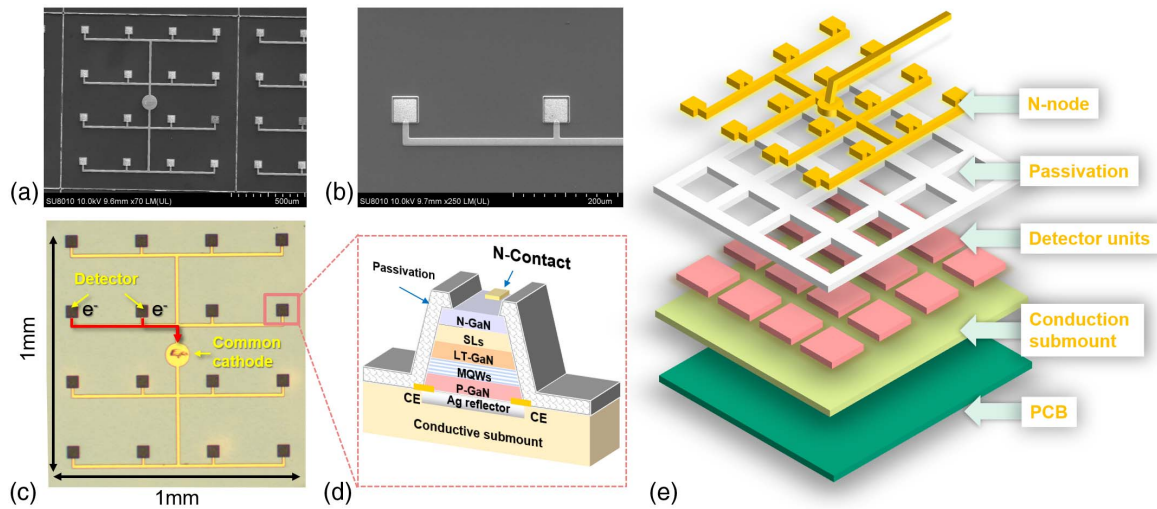 (a)
SU8010 10.0kV 9.6mm x70 LM(UL)
500um
(b)
SU8010 10.0kV 9.7mm x250 LM(UL)
200um
(c)
1mm
Detector
e⁻
e⁻
Common
cathode
1mm
(d)
Passivation
N-Contact
N-GaN
SLs
LT-GaN
MQWs
P-GaN
CE
Ag reflector
CE
Conductive submount
(e)
N-node
Passivation
Detector units
Conduction
submount
PCB